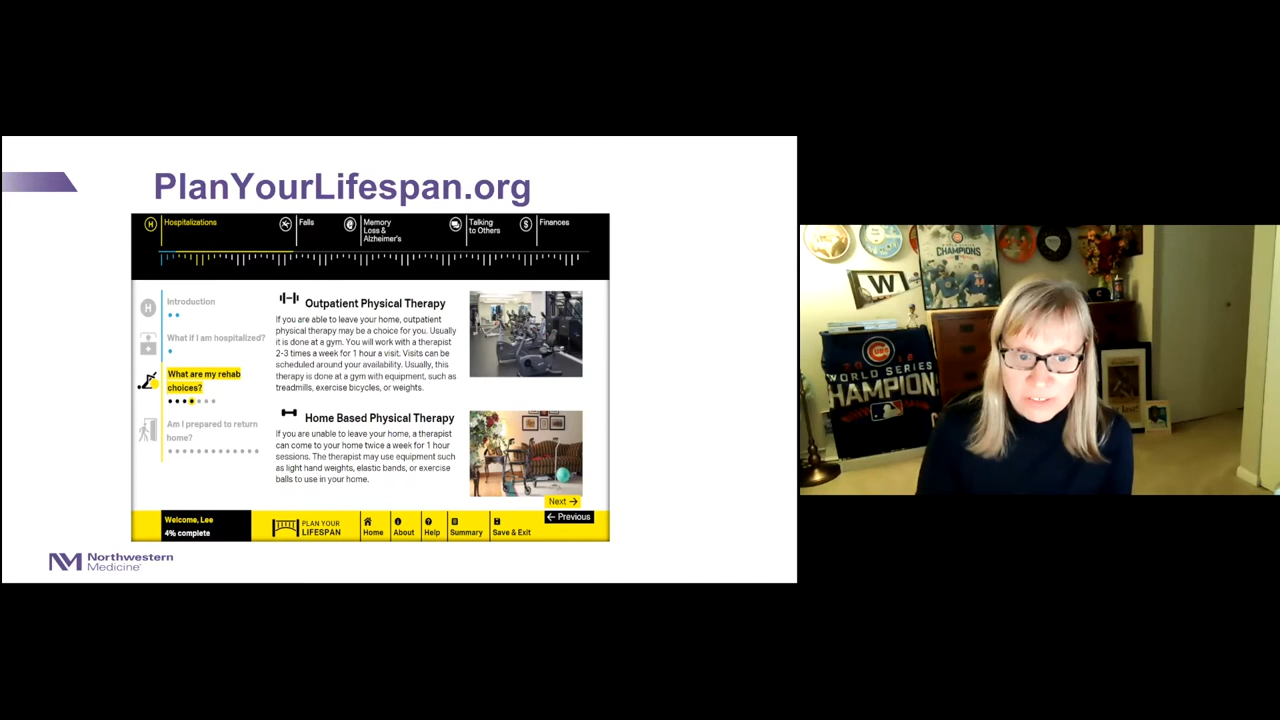 PlanYourLifespan.org
Hospitalizations
Falls
Memory
Loss &
Alzheimer's
Talking
to Others
Finances
Introduction
What if I am hospitalized?
What are my rehab
choices?
Am I prepared to return
home?
Outpatient Physical Therapy
If you are able to leave your home, outpatient
physical therapy may be a choice for you. Usually
it is done at a gym. You will work with a therapist
2-3 times a week for 1 hour a visit. Visits can be
scheduled around your availability. Usually, this
therapy is done at a gym with equipment, such as
treadmills, exercise bicycles, or weights.
Home Based Physical Therapy
If you are unable to leave your home, a therapist
can come to your home twice a week for 1 hour
sessions. The therapist may use equipment such
as light hand weights, elastic bands, or exercise
balls to use in your home.
Next →
← Previous
Welcome, Lee
4% complete
PLAN YOUR
LIFESPAN
Home
About
Help
Summary
Save & Exit
Northwestern
Medicine
CHAMPIONS
W
44
CUBS
WORLD SERIES
CHAMPION